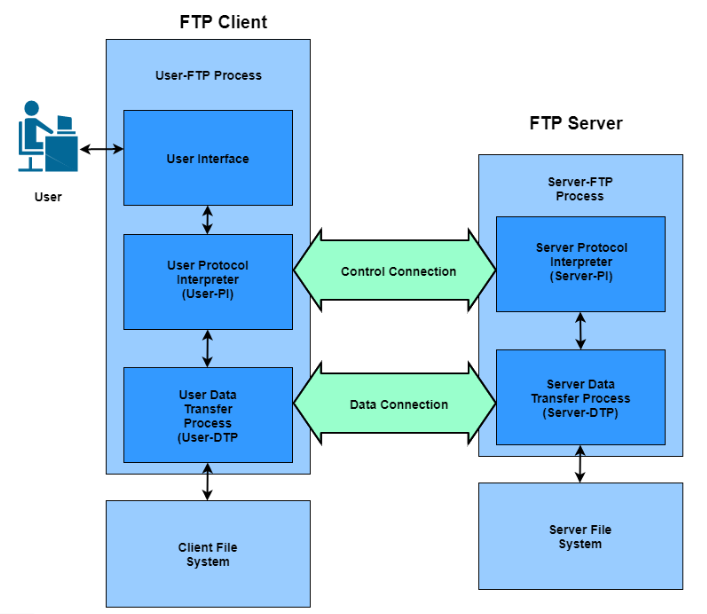 FTP Client
User-FTP Process
User Interface
User
User Protocol
Interpreter
(User-PI)
User Data
Transfer
Process
(User-DTP
Client File
System
Control Connection
Data Connection
FTP Server
Server-FTP
Process
Server Protocol
Interpreter
(Server-PI)
Server Data
Transfer Process
(Server-DTP)
Server File
System